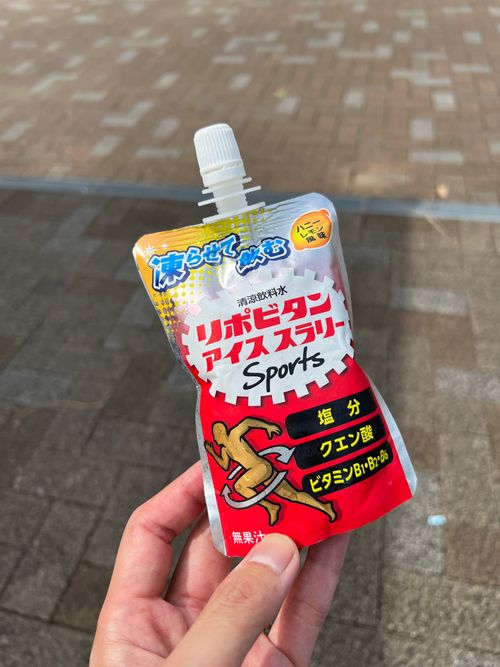 凍らせて飲む
ハニー
レモン
風味
清涼飲料水
リポビタン
アイススラリー
Sports
塩分
クエン酸
ビタミンB1・B2・B6
無果汁